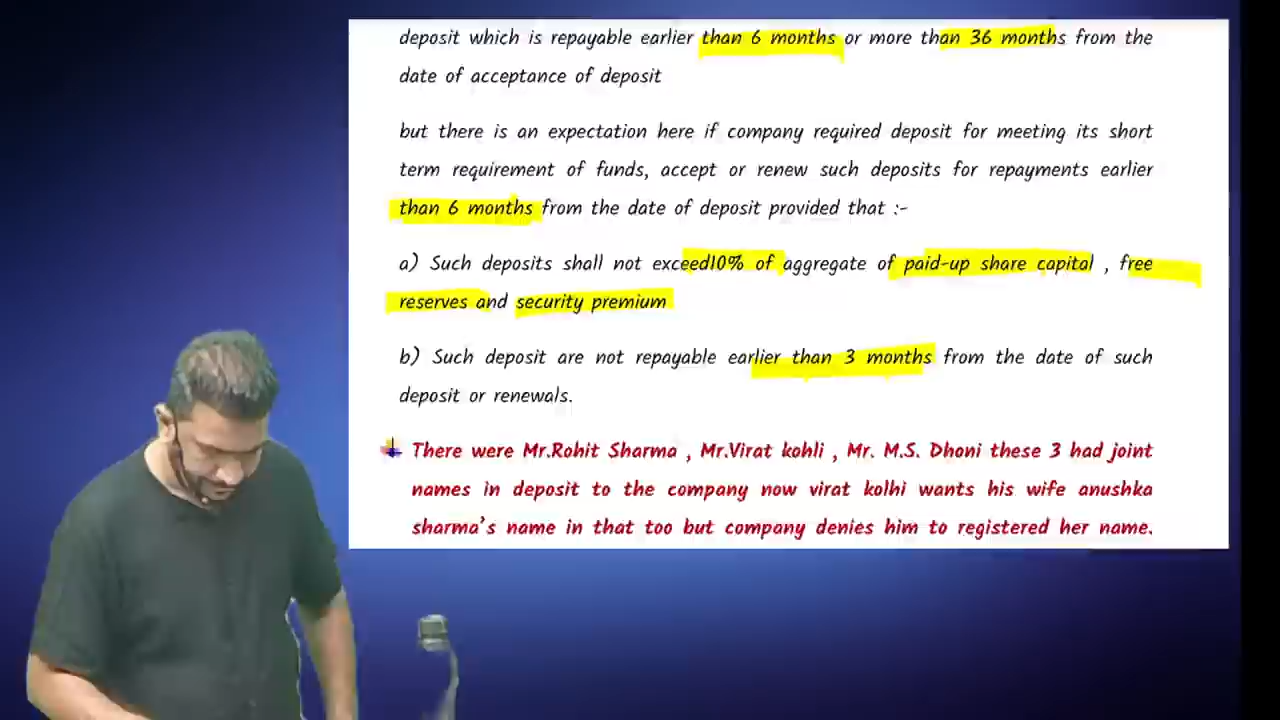 deposit which is repayable earlier than 6 months or more than 36 months from the
date of acceptance of deposit
but there is an expectation here if company required deposit for meeting its short
term requirement of funds, accept or renew such deposits for repayments earlier
than 6 months from the date of deposit provided that :-
a) Such deposits shall not exceed10% of aggregate of paid-up share capital , free
reserves and security premium
b) Such deposit are not repayable earlier than 3 months from the date of such
deposit or renewals.
There were Mr.Rohit Sharma , Mr.Virat kohli , Mr. M.S. Dhoni these 3 had joint
names in deposit to the company now virat kolhi wants his wife anushka
sharma's name in that too but company denies him to registered her name.